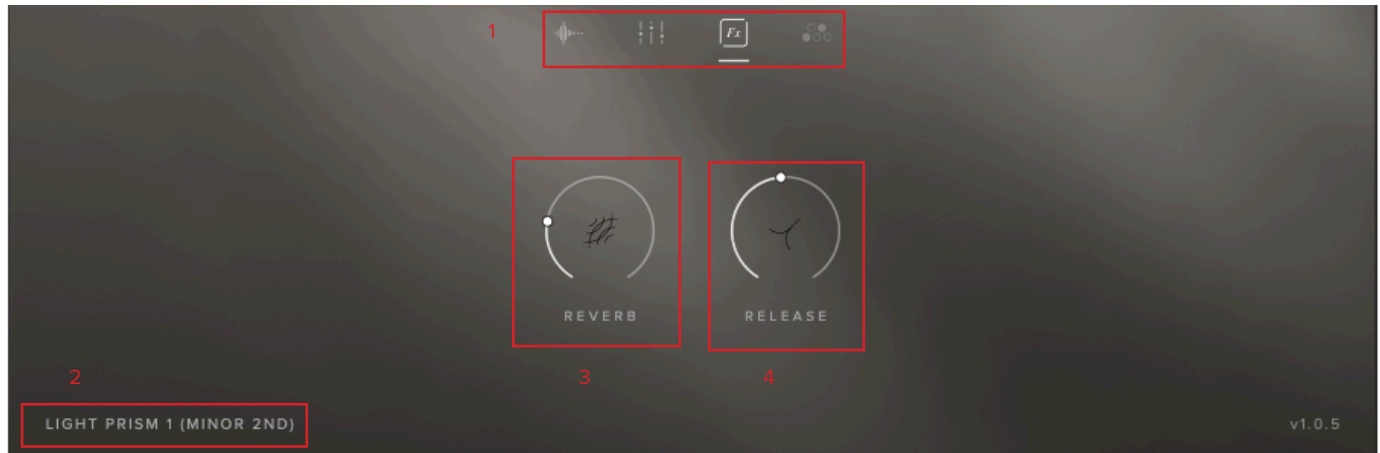 1
Fx
REVERB
RELEASE
2
3
4
LIGHT PRISM 1 (MINOR 2ND)
v1.0.5